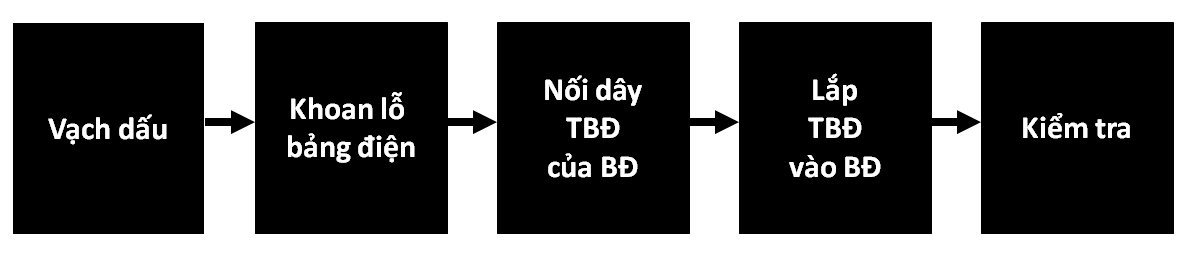 Vạch dấu
Khoan lỗ
bảng điện
Nối dây
TBĐ
của BĐ
Lắp
TBĐ
vào BĐ
Kiểm tra